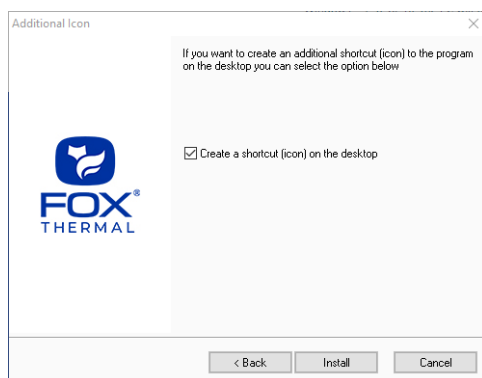 Additional Icon
If you want to create an additional shortcut (icon) to the program
on the desktop you can select the option below
Create a shortcut (icon) on the desktop
FOX®
THERMAL
< Back
Install
Cancel